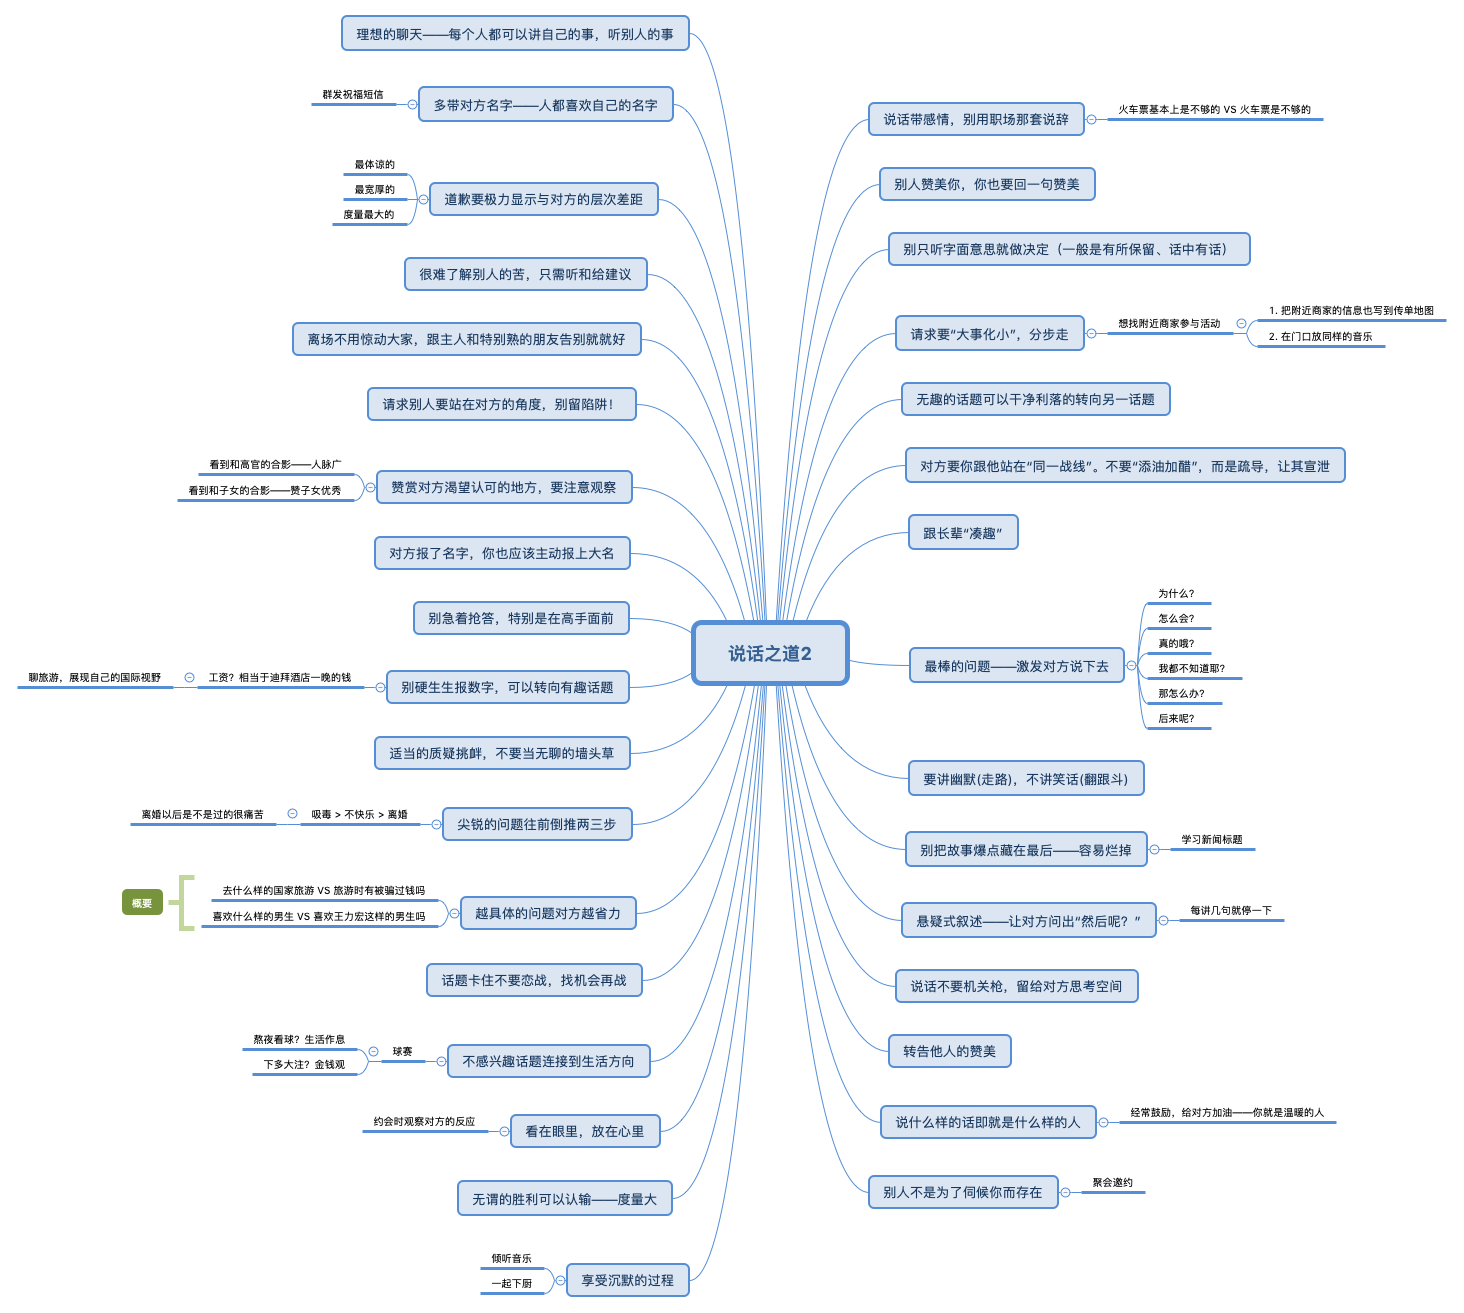 说话之道2
说话带感情，别用职场那套说辞
火车票基本上是不够的 VS 火车票是不够的
别人赞美你，你也要回一句赞美
别只听字面意思就做决定（一般是有所保留、话中有话）
请求要“大事化小”，分步走
想找附近商家参与活动
1. 把附近商家的信息也写到传单地图
2. 在门口放同样的音乐
无趣的话题可以干净利落的转向另一话题
对方要你跟他站在“同一战线”。不要“添油加醋”，而是疏导，让其宣泄
跟长辈“凑趣”
最棒的问题——激发对方说下去
为什么？
怎么会？
真的哦？
我都不知道耶？
那怎么办？
后来呢？
要讲幽默(走路)，不讲笑话(翻跟斗)
别把故事爆点藏在最后——容易烂掉
学习新闻标题
悬疑式叙述——让对方问出“然后呢？”
每讲几句就停一下
说话不要机关枪，留给对方思考空间
转告他人的赞美
说什么样的话即就是什么样的人
经常鼓励，给对方加油——你就是温暖的人
别人不是为了伺候你而存在
聚会邀约
理想的聊天——每个人都可以讲自己的事，听别人的事
多带对方名字——人都喜欢自己的名字
群发祝福短信
道歉要极力显示与对方的层次差距
最体谅的
最宽厚的
度量最大的
很难了解别人的苦，只需听和给建议
离场不用惊动大家，跟主人和特别熟的朋友告别就就好
请求别人要站在对方的角度，别留陷阱！
赞赏对方渴望认可的地方，要注意观察
看到和高官的合影——人脉广
看到和子女的合影——赞子女优秀
对方报了名字，你也应该主动报上大名
别急着抢答，特别是在高手面前
别硬生生报数字，可以转向有趣话题
工资？相当于迪拜酒店一晚的钱
聊旅游，展现自己的国际视野
适当的质疑挑衅，不要当无聊的墙头草
尖锐的问题往前倒推两三步
吸毒 > 不快乐 > 离婚
离婚以后是不是过的很痛苦
越具体的问题对方越省力
去什么样的国家旅游 VS 旅游时有被骗过钱吗
喜欢什么样的男生 VS 喜欢王力宏这样的男生吗
概要
话题卡住不要恋战，找机会再战
不感兴趣话题连接到生活方向
球赛
熬夜看球？生活作息
下多大注？金钱观
看在眼里，放在心里
约会时观察对方的反应
无谓的胜利可以认输——度量大
享受沉默的过程
倾听音乐
一起下厨